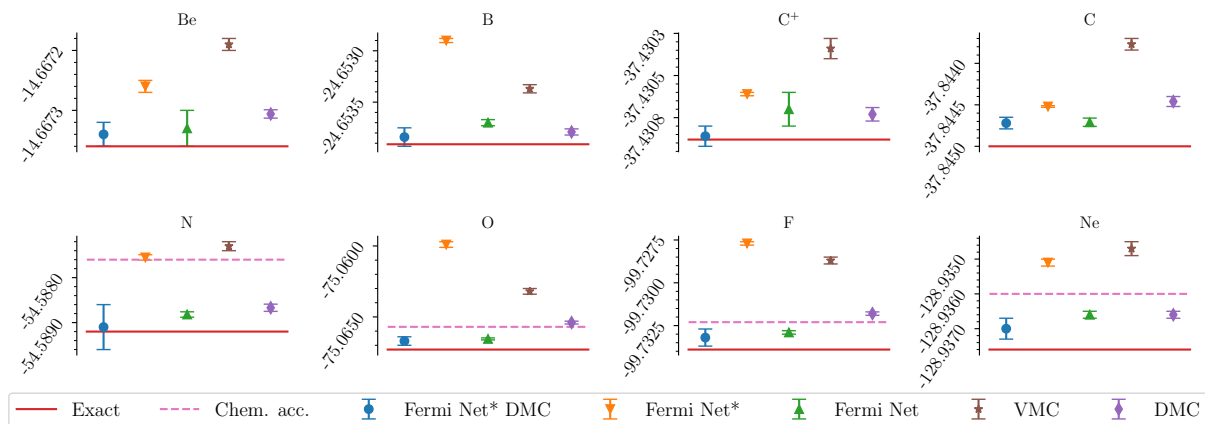 Be
B
C+
C
-14.6672
-14.6673
-24.6530
-24.6535
-37.4303
-37.4305
-37.4308
-37.8440
-37.8445
-37.8450
N
O
F
Ne
-54.5880
-54.5890
-75.0600
-75.0650
-99.7275
-99.7300
-99.7325
-128.9350
-128.9360
-128.9370
Exact Chem. acc. Fermi Net* DMC Fermi Net* Fermi Net VMC DMC